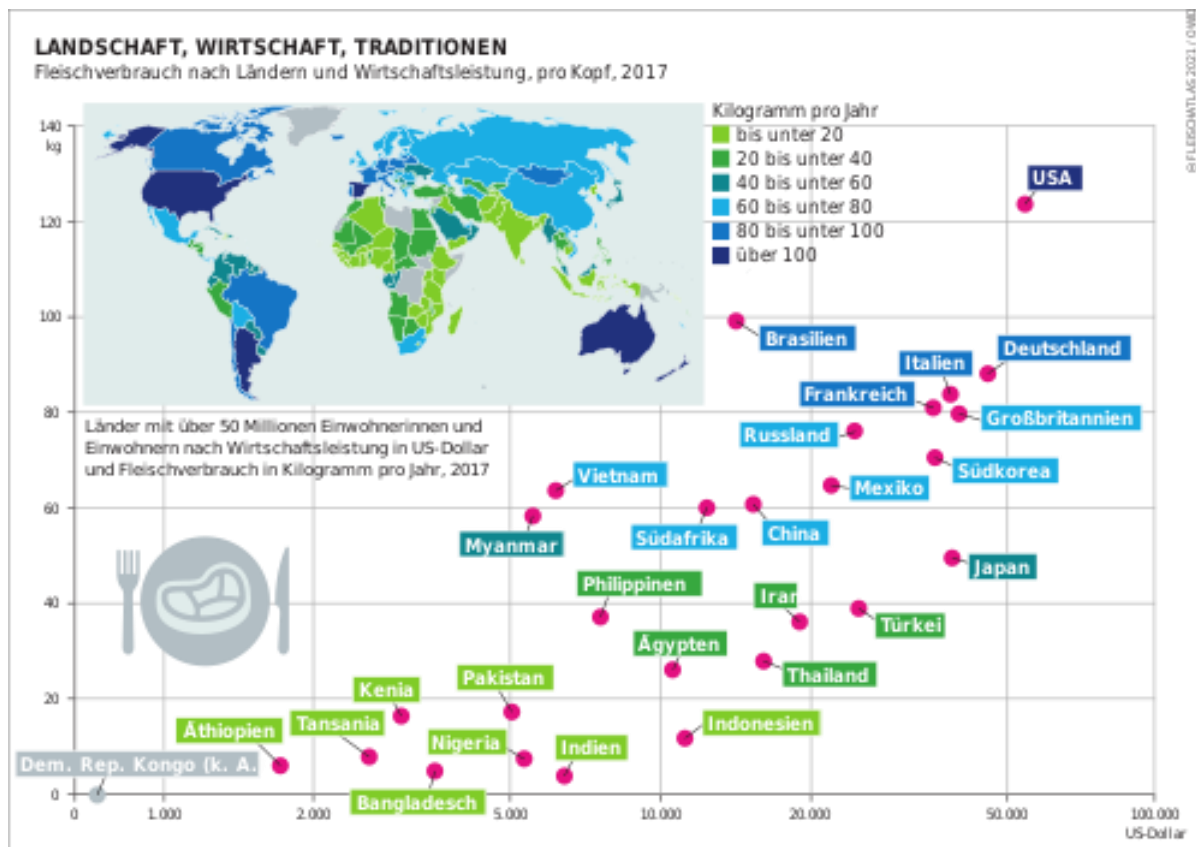 LANDSCHAFT, WIRTSCHAFT, TRADITIONEN
Fleischverbrauch nach Ländern und Wirtschaftsleistung, pro Kopf, 2017
© FLEISCHATLAS 2021 / OWID
Kilogramm pro Jahr
bis unter 20
20 bis unter 40
40 bis unter 60
60 bis unter 80
80 bis unter 100
über 100
140
kg
120
100
80
60
40
20
0
Länder mit über 50 Millionen Einwohnerinnen und
Einwohnern nach Wirtschaftsleistung in US-Dollar
und Fleischverbrauch in Kilogramm pro Jahr, 2017
USA
Brasilien
Deutschland
Italien
Frankreich
Großbritannien
Russland
Südkorea
Vietnam
Mexiko
Südafrika
China
Myanmar
Japan
Philippinen
Iran
Türkei
Ägypten
Thailand
Pakistan
Kenia
Tansania
Indonesien
Äthiopien
Nigeria
Indien
Dem. Rep. Kongo (k. A.
Bangladesch
0
1.000
2.000
5.000
10.000
20.000
50.000
100.000
US-Dollar